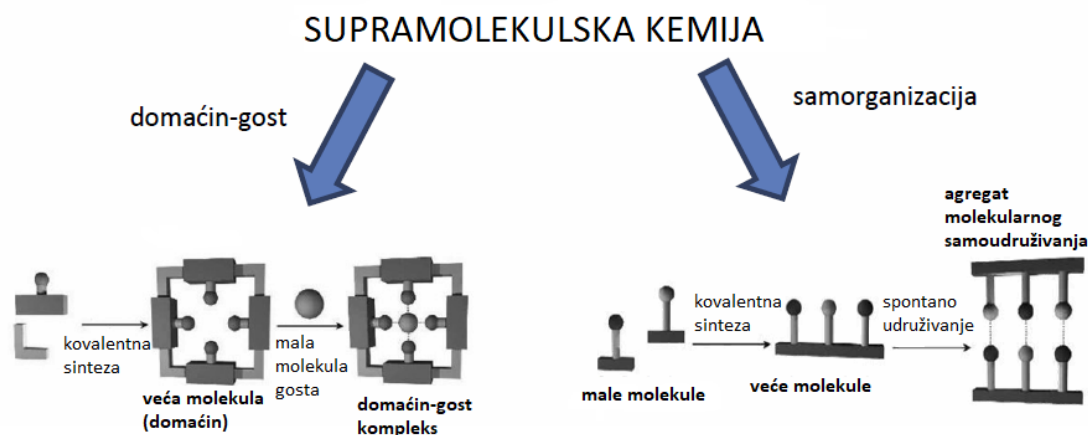 SUPRAMOLEKULSKA KEMIJA
domaćin-gost
samorganizacija
kovalentna
sinteza
veća molekula
(domaćin)
mala
molekula
gosta
domaćin-gost
kompleks
male molekule
kovalentna
sinteza
veće molekule
spontano
udruživanje
agregat
molekularnog
samoudruživanja